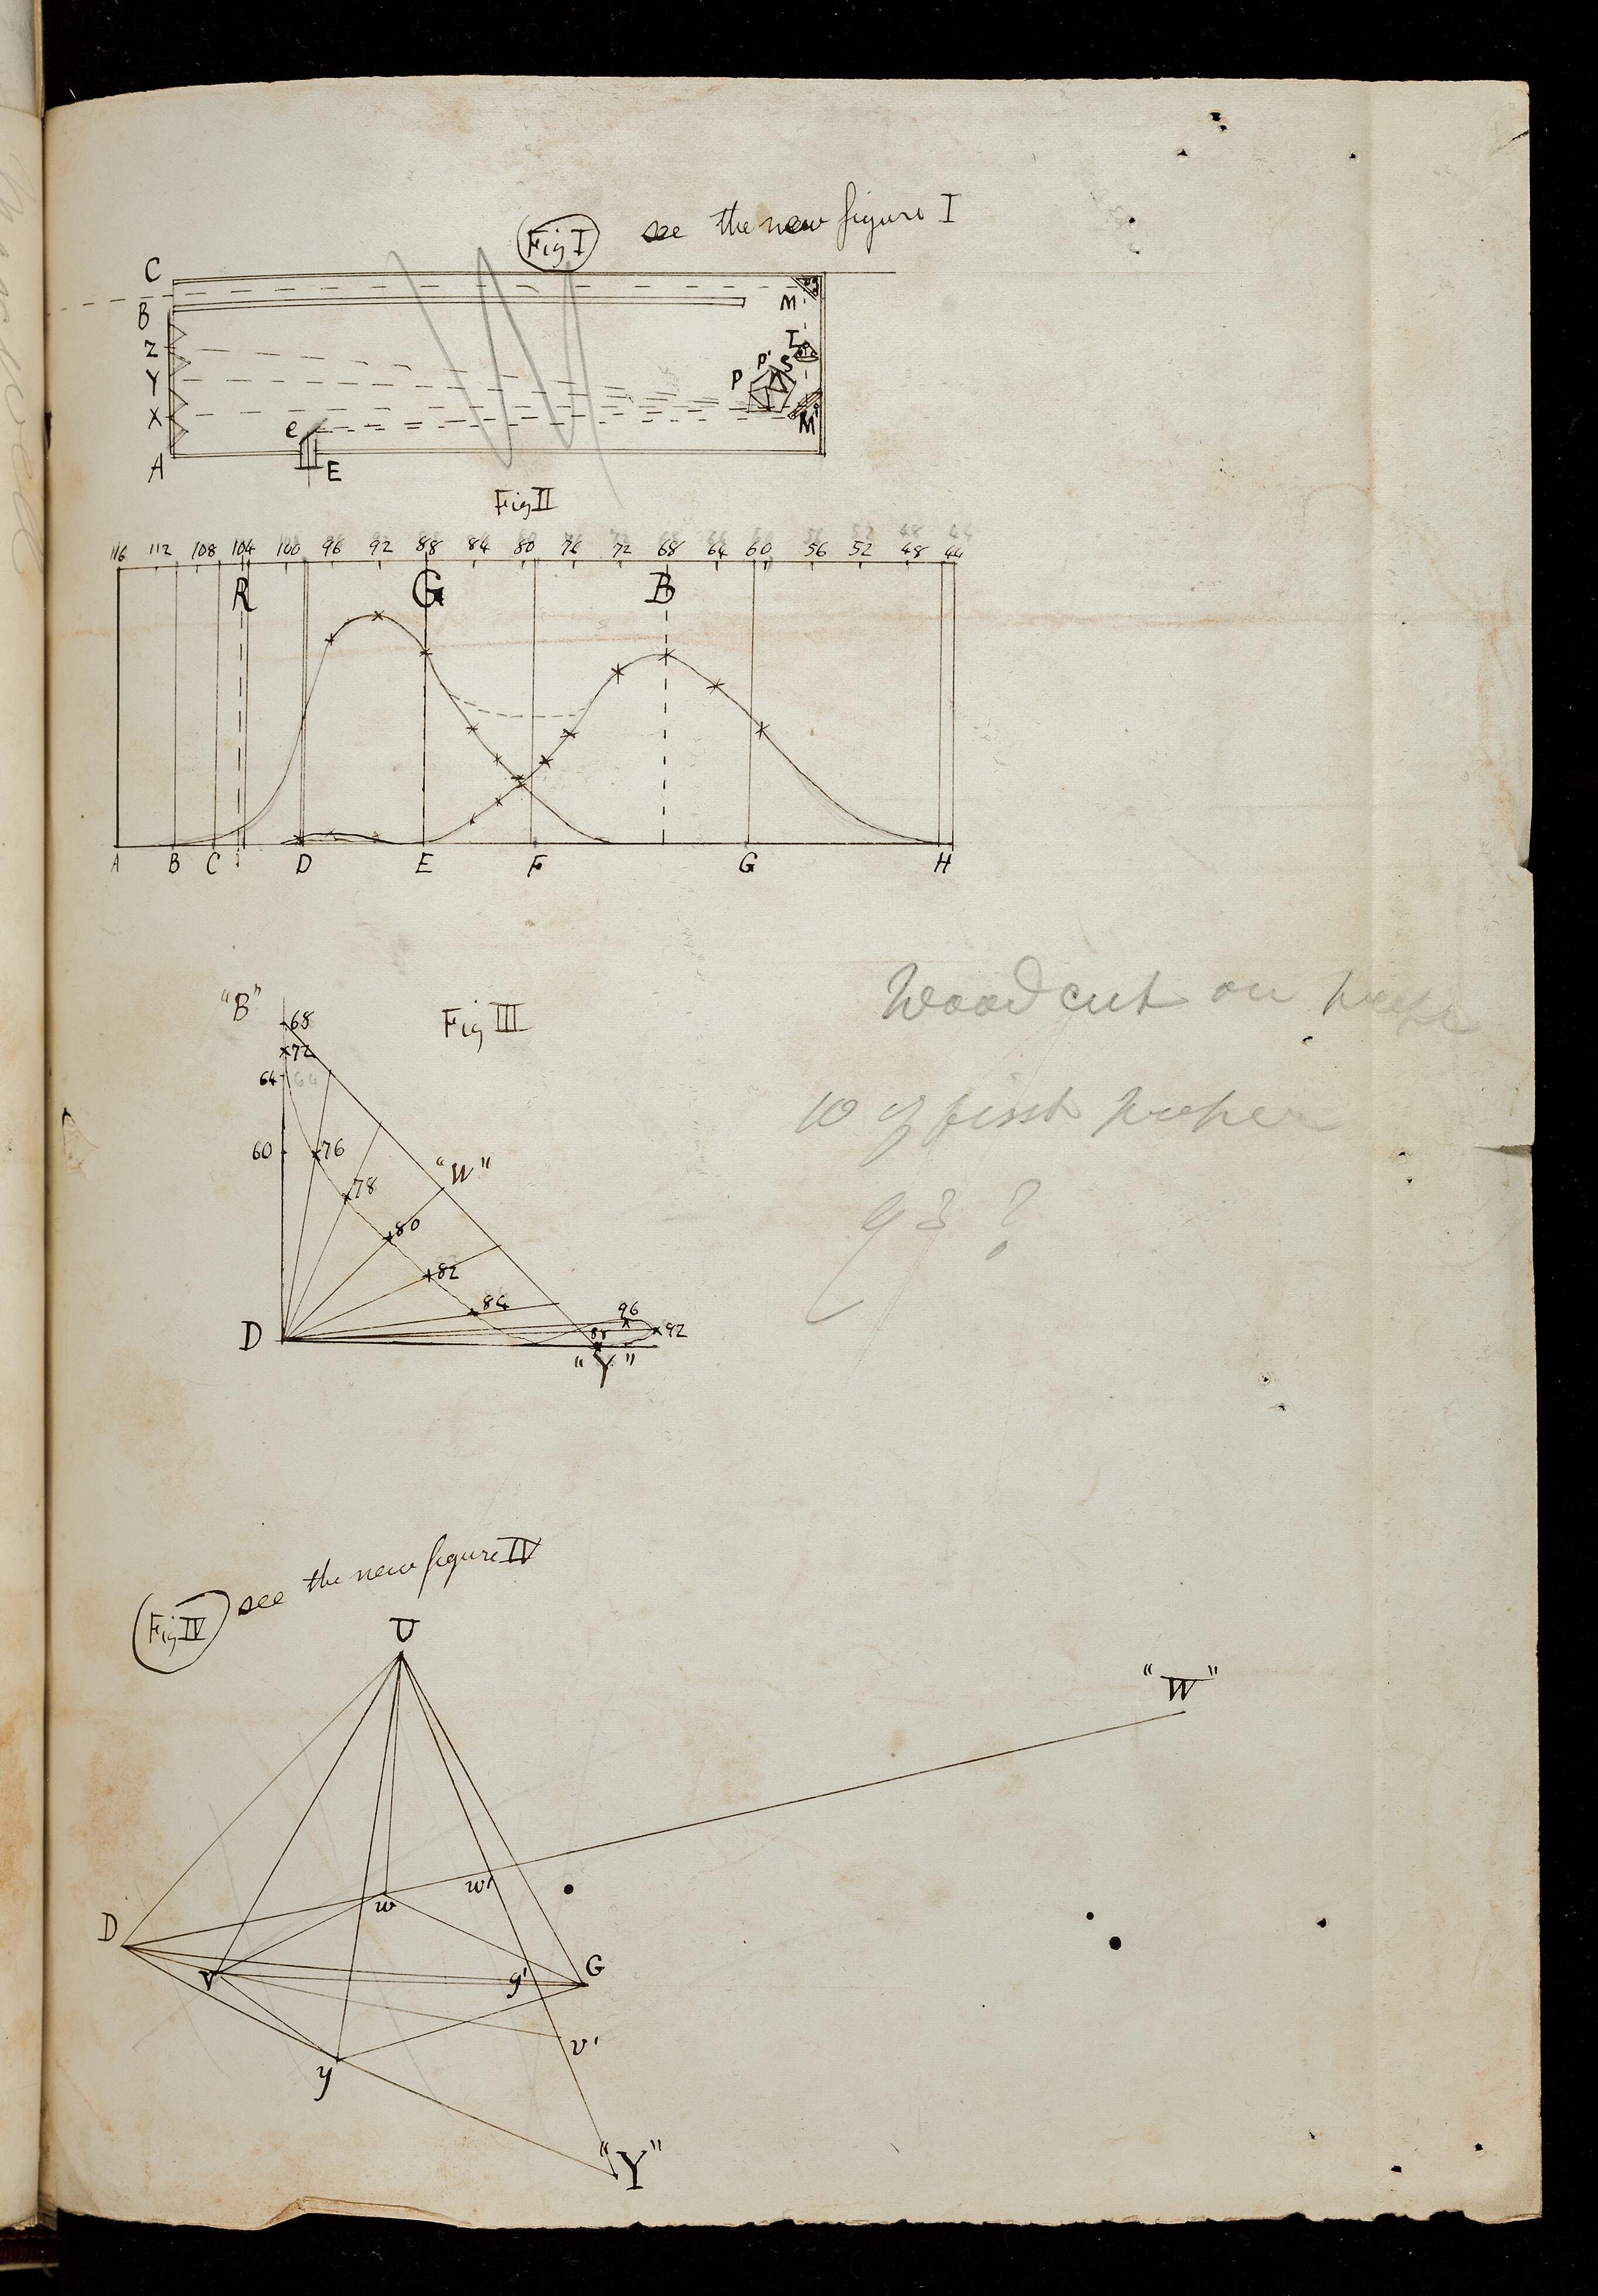 Fig I see the new figure I
C
B
Z
Y
X
A
e
E
M
I
P P' S
M'
Fig II
116 112 108 104 100 96 92 88 84 80 76 72 68 64 60 56 52 48 44
R G B
A B C D E F G H
"B"
Fig III
68
72
64 64
60 76
78
"W"
80
82
84
96
88 92
D
"Y"
Woodcut on
10 of first
93 ?
Fig IV see the new figure IV
U
"W"
w w'
D
v g' G
v'
y
"Y"